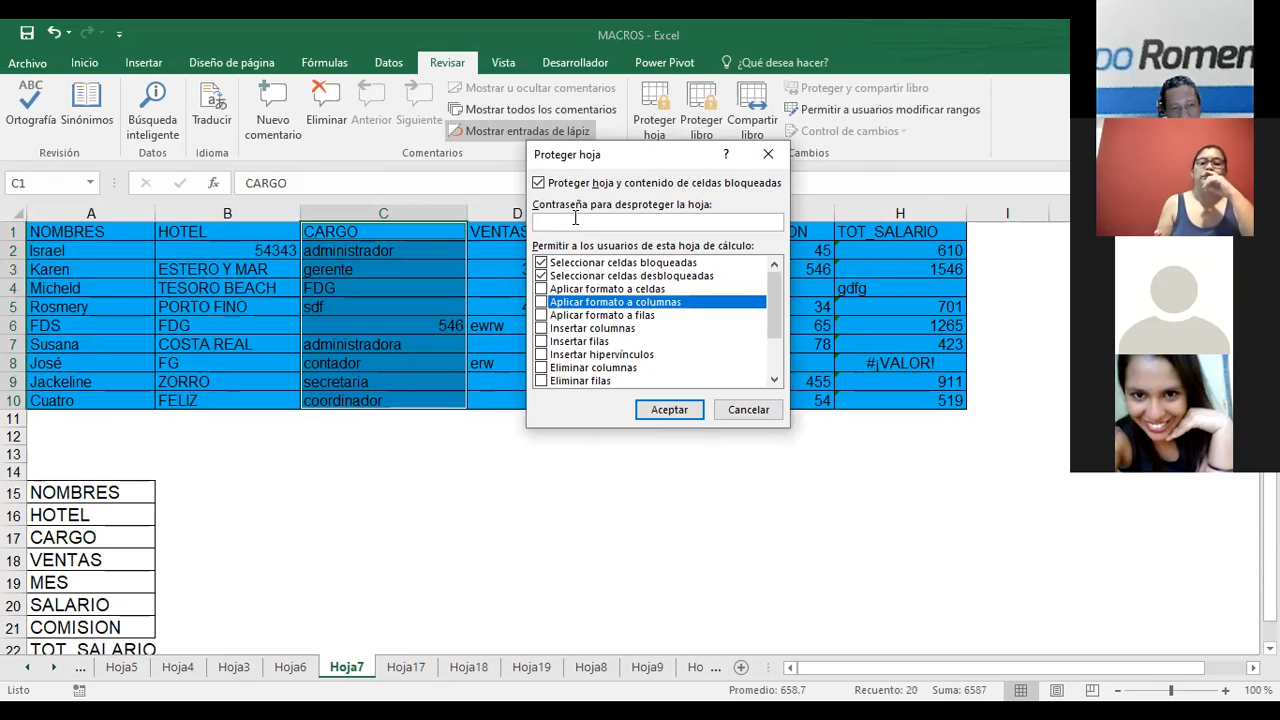 MACROS - Excel
Archivo Inicio Insertar Diseño de página Fórmulas Datos Revisar Vista Desarrollador Power Pivot ¿Qué desea hacer?
ABC
Ortografía
Sinónimos
Revisión
Búsqueda
inteligente
Datos
Traducir
Idioma
Nuevo
comentario
Eliminar
Anterior
Siguiente
Mostrar u ocultar comentario
Mostrar todos los comentarios
Mostrar entradas de lápiz
Comentarios
Proteger
hoja
Proteger
libro
Compartir
libro
Proteger y compartir libro
Permitir a usuarios modificar rangos
Control de cambios
Cambios
C1
fx
CARGO
Proteger hoja
?
Proteger hoja y contenido de celdas bloqueadas
Contraseña para desproteger la hoja:
Permitir a los usuarios de esta hoja de cálculo:
Seleccionar celdas bloqueadas
Seleccionar celdas desbloqueadas
Aplicar formato a celdas
Aplicar formato a columnas
Aplicar formato a filas
Insertar columnas
Insertar filas
Insertar hipervínculos
Eliminar columnas
Eliminar filas
Aceptar Cancelar
A B C D H I
1 NOMBRES HOTEL CARGO VENTAS ON TOT_SALARIO
2 Israel 54343 administrador 45 610
3 Karen ESTERO Y MAR gerente 546 1546
4 Micheld TESORO BEACH FDG gdfg
5 Rosmery PORTO FINO sdf 34 701
6 FDS FDG 546 ewrw 65 1265
7 Susana COSTA REAL administradora 78 423
8 José FG contador erw #¡VALOR!
9 Jackeline ZORRO secretaria 455 911
10 Cuatro FELIZ coordinador 54 519
11
12
13
14
15 NOMBRES
16 HOTEL
17 CARGO
18 VENTAS
19 MES
20 SALARIO
21 COMISION
22 TOT_SALARIO
... Hoja5 Hoja4 Hoja3 Hoja6 Hoja7 Hoja17 Hoja18 Hoja19 Hoja8 Hoja9 Ho ...
Listo
Promedio: 658.7 Recuento: 20 Suma: 6587
100 %
po Romen